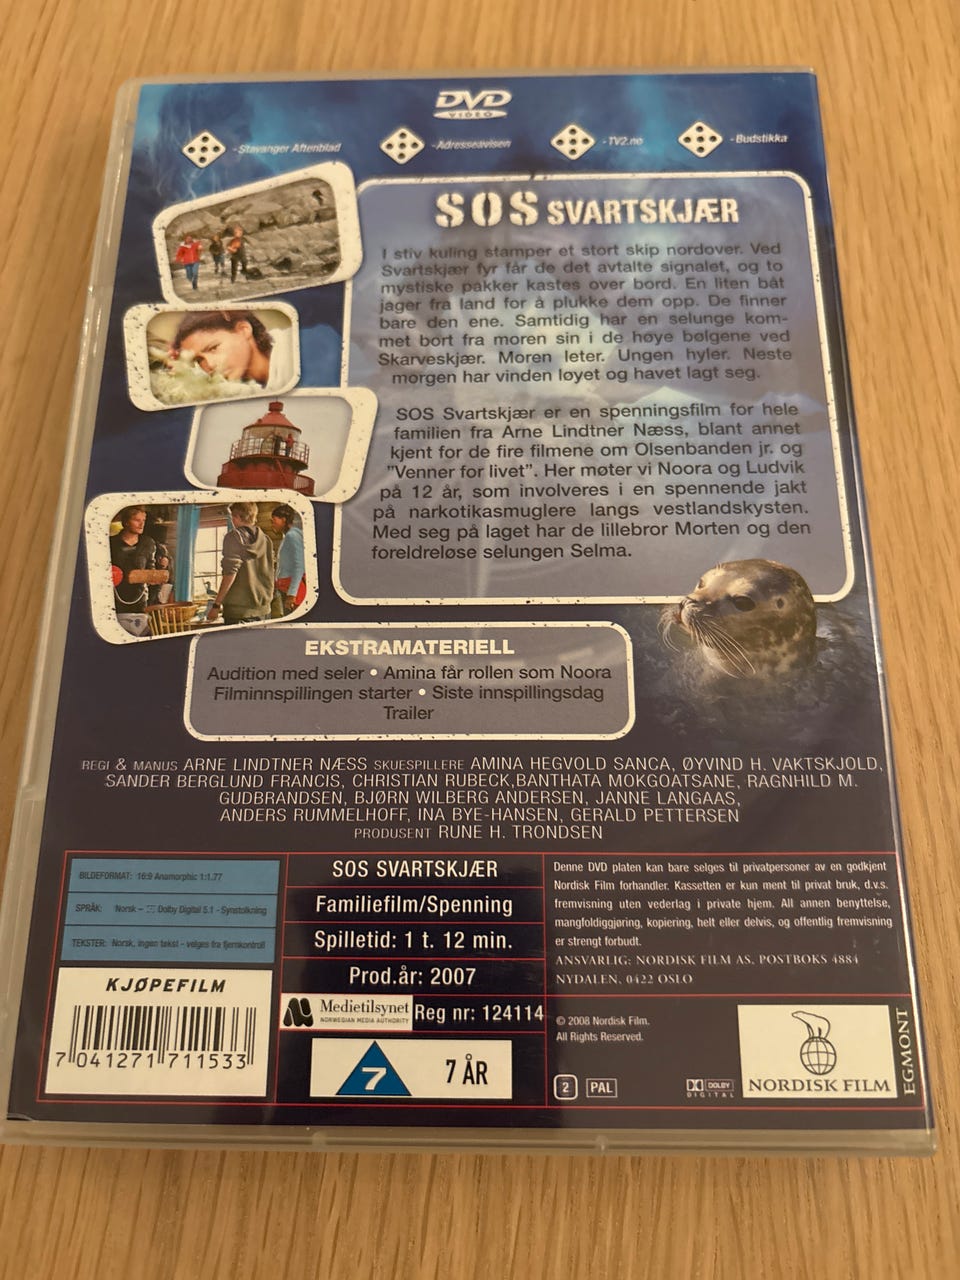 DVD
VIDEO
-Stavanger Aftenblad
-Adresseavisen
-TV2.no
-Budstikka
SOS SVARTSKJÆR
I stiv kuling stamper et stort skip nordover. Ved
Svartskjær fyr får de det avtalte signalet, og to
mystiske pakker kastes over bord. En liten båt
jager fra land for å plukke dem opp. De finner
bare den ene. Samtidig har en selunge kom-
met bort fra moren sin i de høye bølgene ved
Skarveskjær. Moren leter. Ungen hyler. Neste
morgen har vinden løyet og havet lagt seg.
SOS Svartskjær er en spenningsfilm for hele
familien fra Arne Lindtner Næss, blant annet
kjent for de fire filmene om Olsenbanden jr. og
"Venner for livet". Her møter vi Noora og Ludvik
på 12 år, som involveres i en spennende jakt
på narkotikasmuglere langs vestlandskysten.
Med seg på laget har de lillebror Morten og den
foreldreløse selungen Selma.
EKSTRAMATERIELL
Audition med seler • Amina får rollen som Noora
Filminnspillingen starter • Siste innspillingsdag
Trailer
REGI & MANUS ARNE LINDTNER NÆSS SKUESPILLERE AMINA HEGVOLD SANCA, ØYVIND H. VAKTSKJOLD,
SANDER BERGLUND FRANCIS, CHRISTIAN RUBECK,BANTHATA MOKGOATSANE, RAGNHILD M.
GUDBRANDSEN, BJØRN WILBERG ANDERSEN, JANNE LANGAAS,
ANDERS RUMMELHOFF, INA BYE-HANSEN, GERALD PETTERSEN
PRODUSENT RUNE H. TRONDSEN
BILDEFORMAT: 16:9 Anamorphic 1:1.77
SPRÅK: Norsk – Dolby Digital 5.1 - Synstolkning
TEKSTER: Norsk, ingen tekst - velges fra fjernkontroll
KJØPEFILM
7 041271 711533
SOS SVARTSKJÆR
Familiefilm/Spenning
Spilletid: 1 t. 12 min.
Prod.år: 2007
Medietilsynet
NORWEGIAN MEDIA AUTHORITY
Reg nr: 124114
7
7 ÅR
Denne DVD platen kan bare selges til privatpersoner av en godkjent
Nordisk Film forhandler. Kassetten er kun ment til privat bruk, d.v.s.
fremvisning uten vederlag i private hjem. All annen benyttelse,
mangfoldiggjøring, kopiering, helt eller delvis, og offentlig fremvisning
er strengt forbudt.
ANSVARLIG: NORDISK FILM AS, POSTBOKS 4884
NYDALEN, 0422 OSLO
© 2008 Nordisk Film.
All Rights Reserved.
2
PAL
DOLBY
DIGITAL
NORDISK FILM
EGMONT